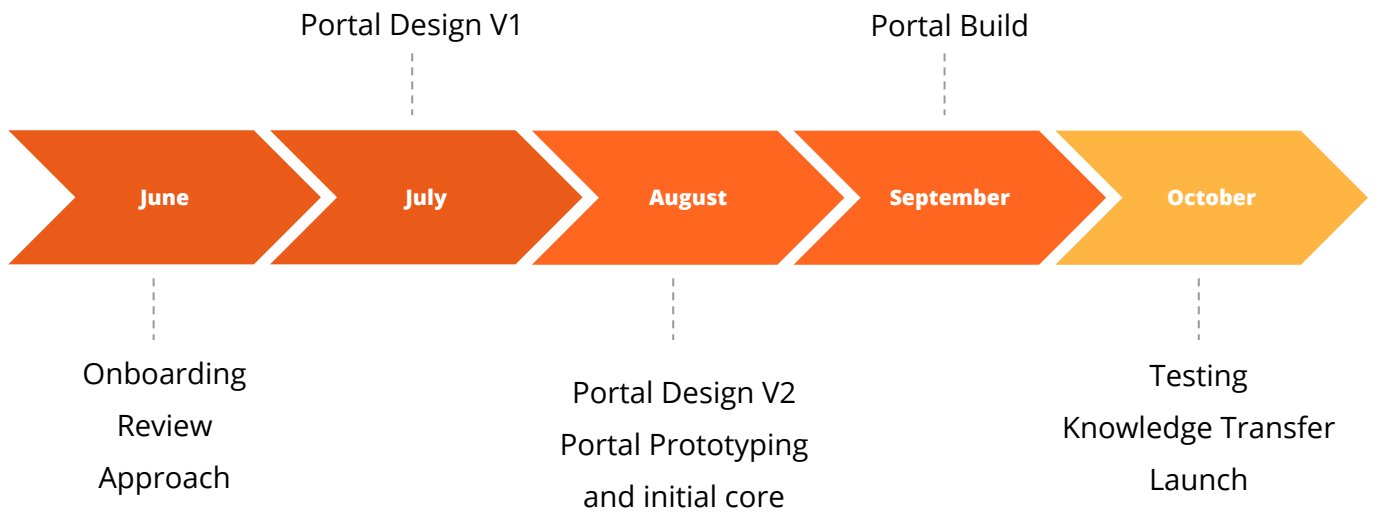 Portal Design V1
Portal Build
June
July
August
September
October
Onboarding
Review
Approach
Portal Design V2
Portal Prototyping
and initial core
Testing
Knowledge Transfer
Launch